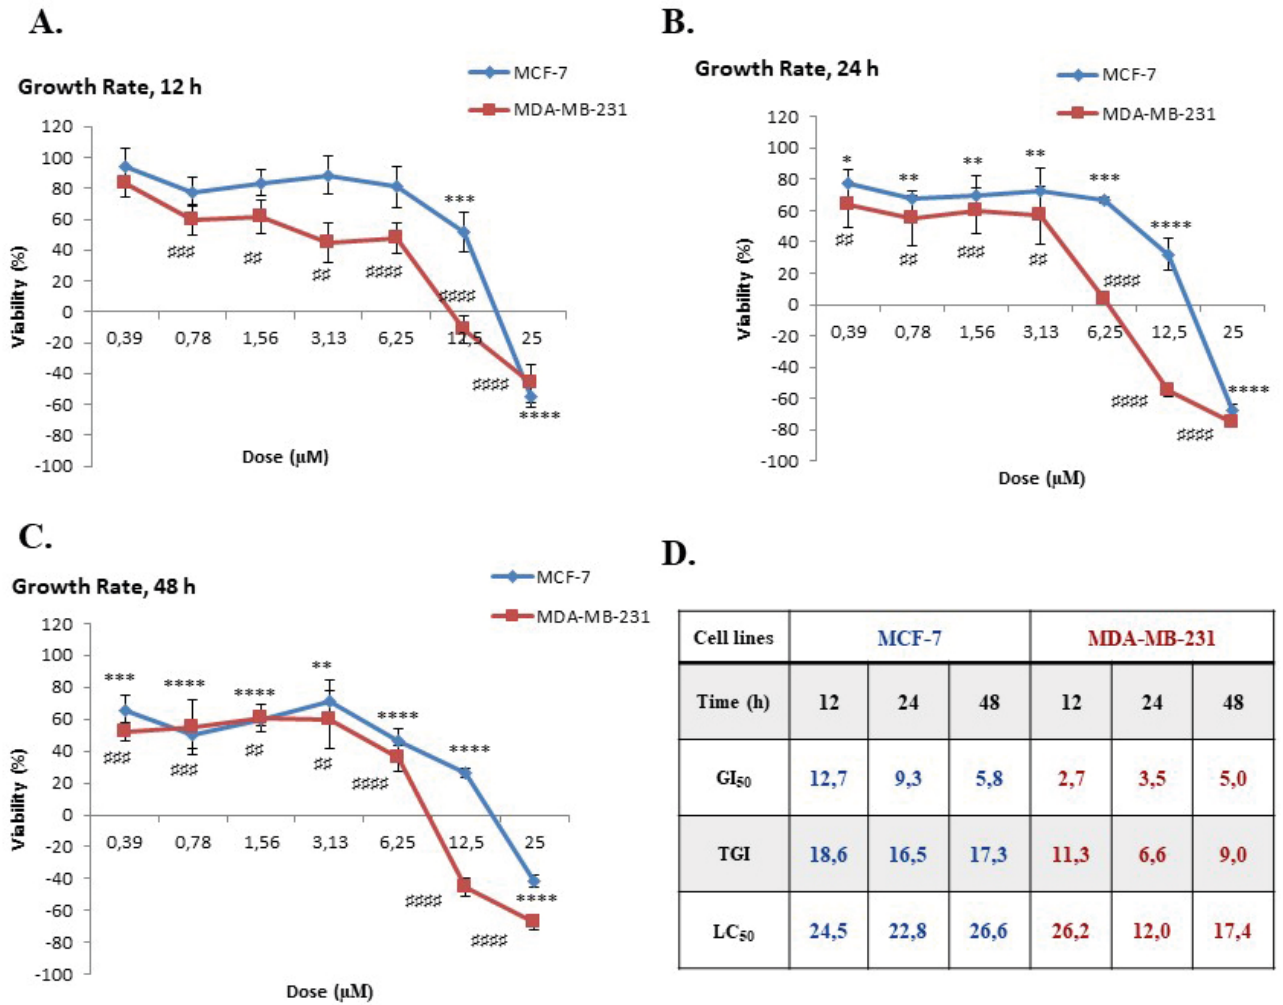 A.
Growth Rate, 12 h
MCF-7
MDA-MB-231
120
100
80
60
40
20
0
-20
-40
-60
-80
-100
Viability (%)
0,39 0,78 1,56 3,13 6,25 12,5 25
***
****
♯♯♯
♯♯
♯♯
♯♯♯♯
♯♯♯♯
♯♯♯♯
Dose (µM)
B.
Growth Rate, 24 h
MCF-7
MDA-MB-231
120
100
80
60
40
20
0
-20
-40
-60
-80
-100
Viability (%)
0,39 0,78 1,56 3,13 6,25 12,5 25
*
**
**
**
***
****
****
♯♯
♯♯
♯♯♯
♯♯
♯♯♯♯
♯♯♯♯
♯♯♯♯
Dose (µM)
C.
Growth Rate, 48 h
MCF-7
MDA-MB-231
120
100
80
60
40
20
0
-20
-40
-60
-80
-100
Viability (%)
0,39 0,78 1,56 3,13 6,25 12,5 25
***
****
****
**
****
****
****
♯♯♯
♯♯♯
♯♯
♯♯
♯♯♯♯
♯♯♯♯
♯♯♯♯
Dose (µM)
D.
Cell lines MCF-7 MDA-MB-231
Time (h) 12 24 48 12 24 48
GI50 12,7 9,3 5,8 2,7 3,5 5,0
TGI 18,6 16,5 17,3 11,3 6,6 9,0
LC50 24,5 22,8 26,6 26,2 12,0 17,4